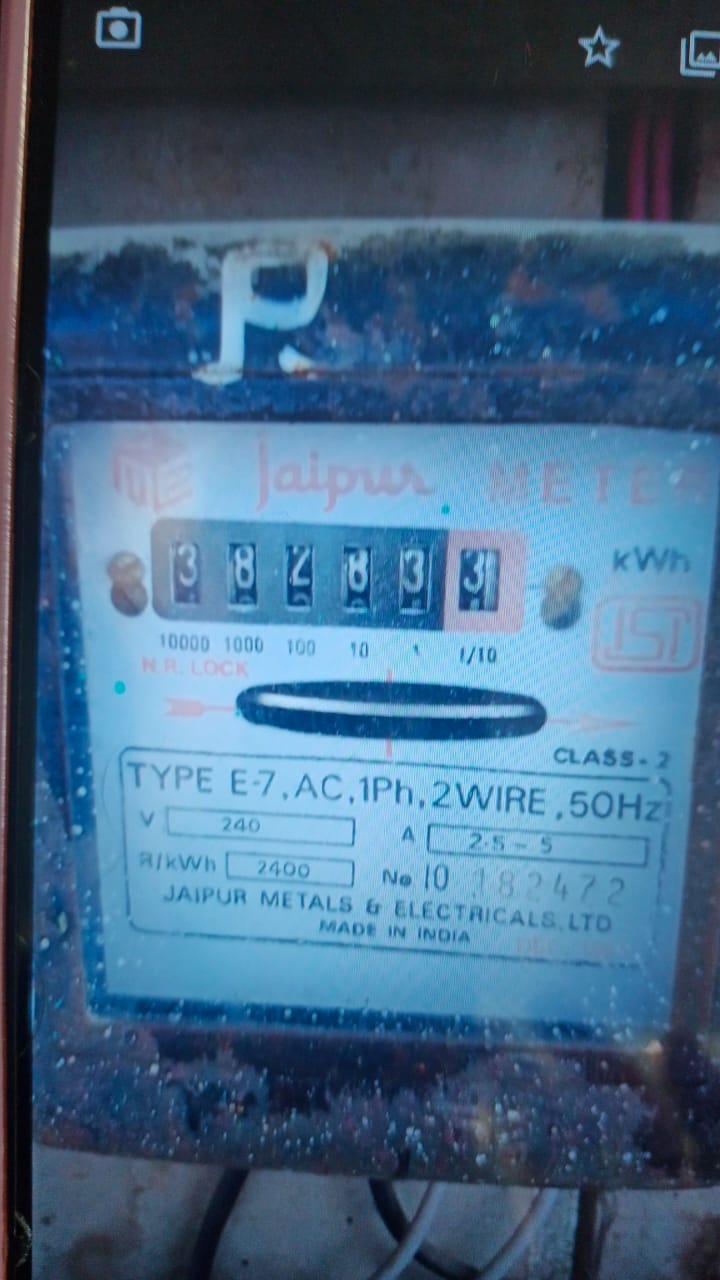 P
Jaipur METER
3 8 2 8 3 3 kWh
10000 1000 100 10 1 1/10
N.R. LOCK
ISI
CLASS-2
TYPE E-7, AC, 1Ph, 2WIRE, 50Hz
V 240 A 2.5 - 5
R/kWh 2400 No 10 182472
JAIPUR METALS & ELECTRICALS. LTD
MADE IN INDIA